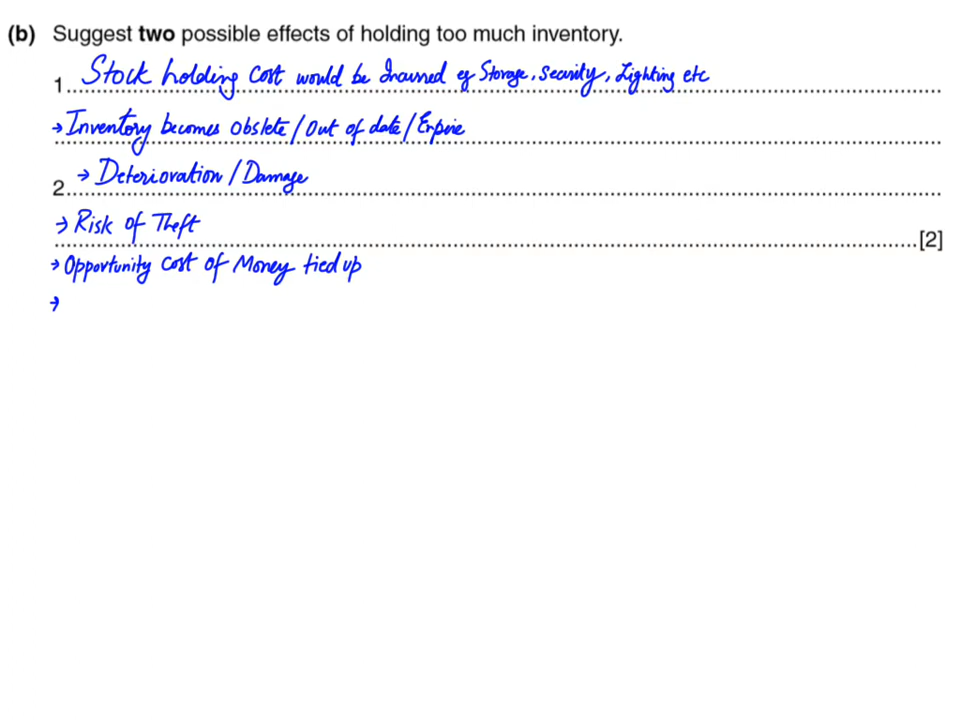 (b) Suggest two possible effects of holding too much inventory.
1 Stock holding cost would be Incurred eg Storage, Security, Lighting etc
→ Inventory becomes Obslete / Out of date / Expire
2 → Deterioration / Damage
→ Risk of Theft
[2]
→ Opportunity cost of Money tied up
→